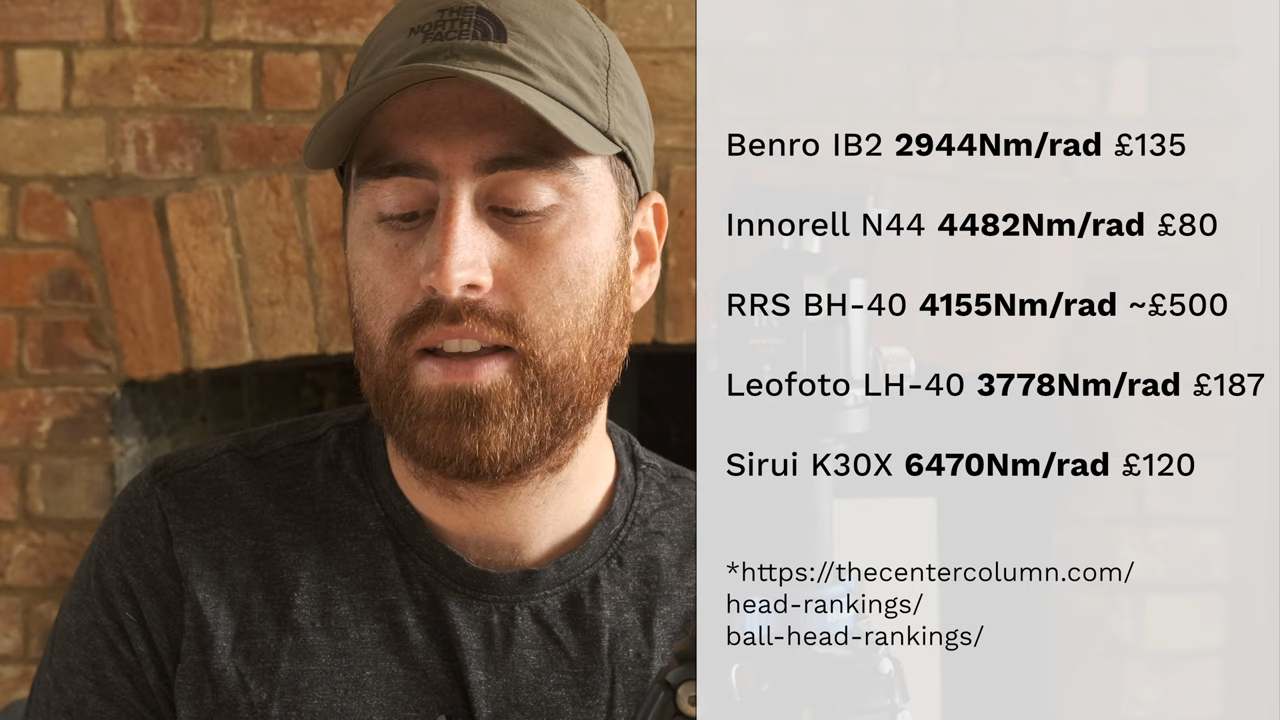 THE
NORTH
FACE
Benro IB2 2944Nm/rad £135
Innorell N44 4482Nm/rad £80
RRS BH-40 4155Nm/rad ~£500
Leofoto LH-40 3778Nm/rad £187
Sirui K30X 6470Nm/rad £120
*https://thecentercolumn.com/
head-rankings/
ball-head-rankings/